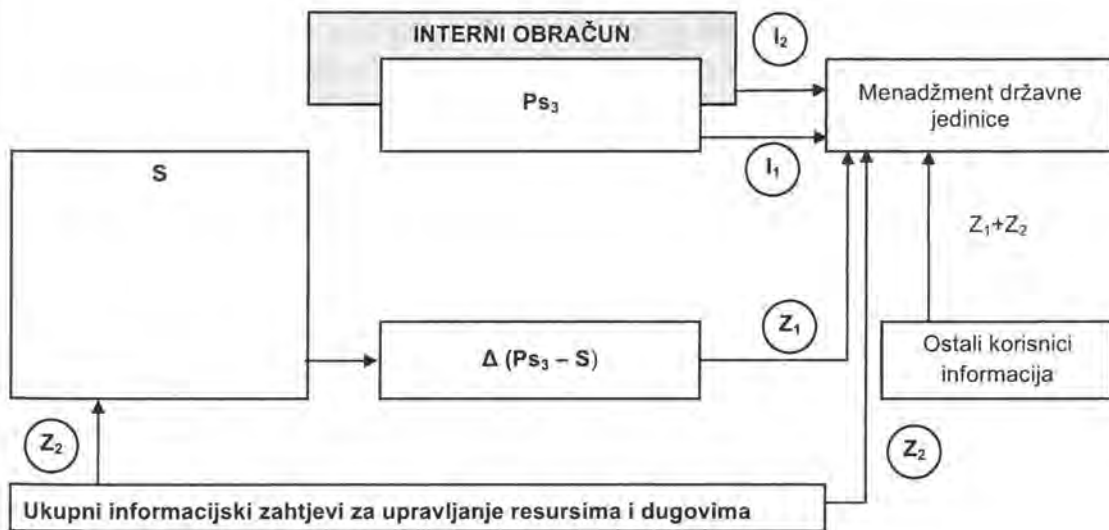 INTERNI OBRAČUN
I₂
Ps₃
Menadžment državne
jedinice
I₁
S
Z₁+Z₂
Z₁
Δ (Ps₃ – S)
Ostali korisnici
informacija
Z₂
Z₂
Ukupni informacijski zahtjevi za upravljanje resursima i dugovima